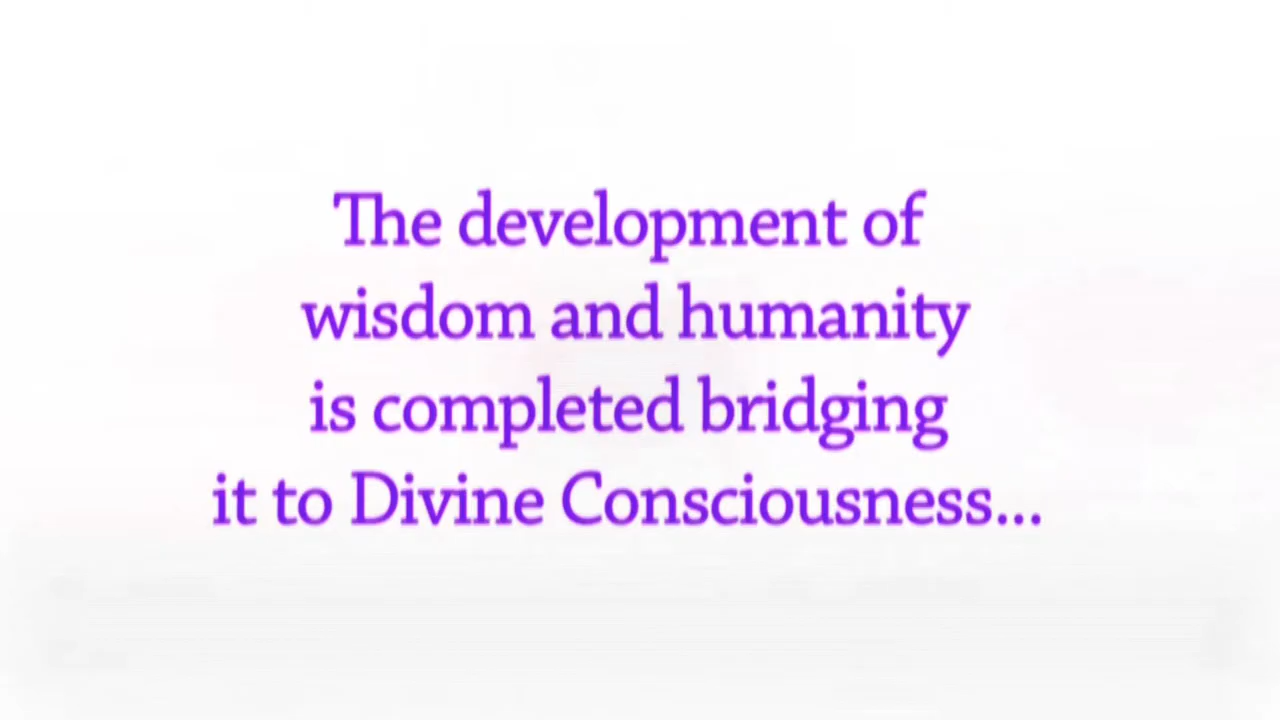 The development of
wisdom and humanity
is completed bridging
it to Divine Consciousness...